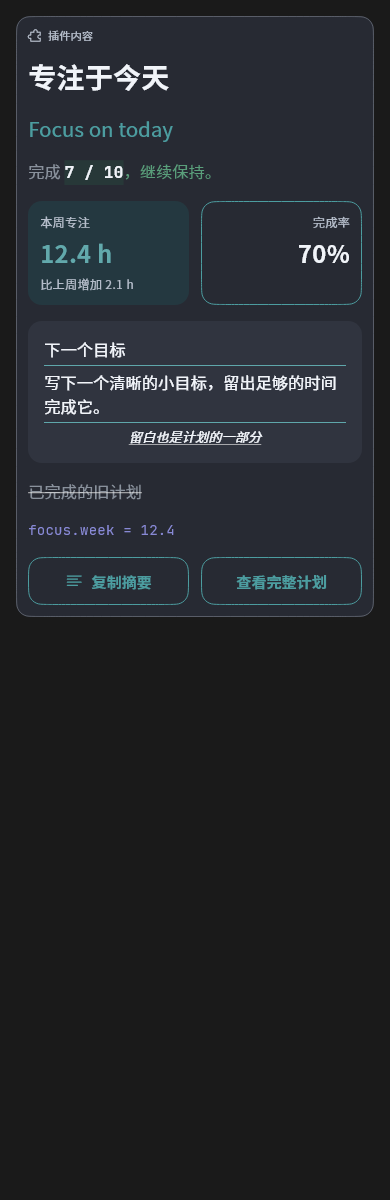 插件内容
专注于今天
Focus on today
完成 7 / 10，继续保持。
本周专注
12.4 h
比上周增加 2.1 h
完成率
70%
下一个目标
写下一个清晰的小目标，留出足够的时间
完成它。
留白也是计划的一部分
已完成的旧计划
focus.week = 12.4
复制摘要
查看完整计划